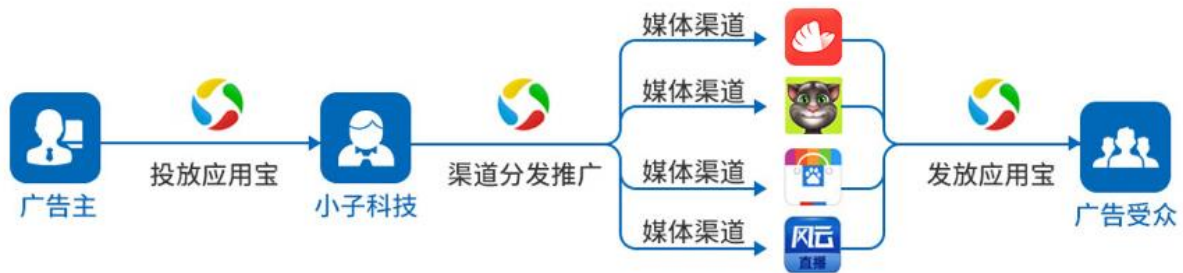 广告主
投放应用宝
小子科技
渠道分发推广
媒体渠道
媒体渠道
媒体渠道
媒体渠道
风云
直播
发放应用宝
广告受众